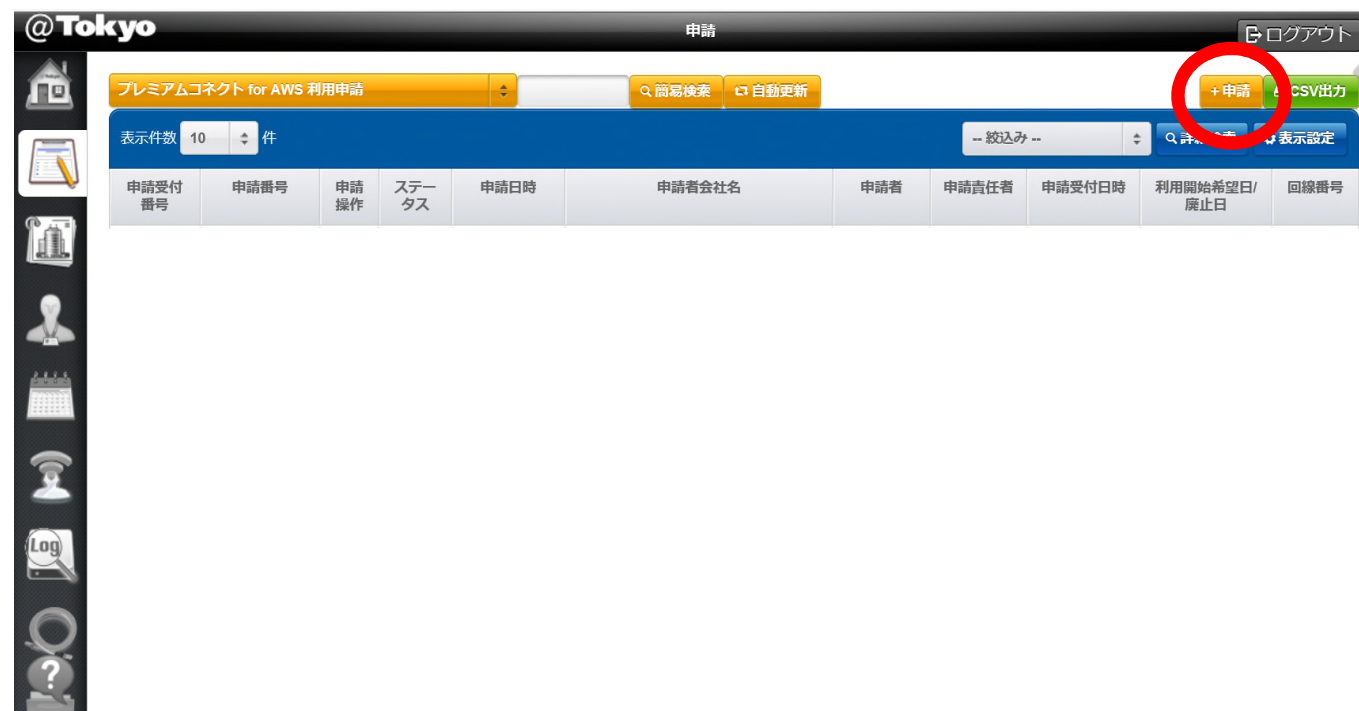 @Tokyo
申請
ログアウト
プレミアムコネクト for AWS 利用申請
簡易検索
自動更新
+申請
CSV出力
表示件数 10 件
-- 絞込み --
表示設定
申請受付
番号
申請番号
申請
操作
ステー
タス
申請日時
申請者会社名
申請者
申請責任者
申請受付日時
利用開始希望日/
廃止日
回線番号
Log
?